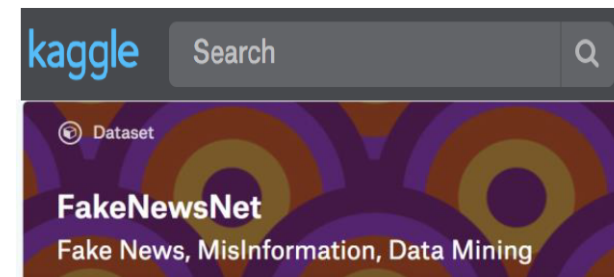 kaggle Search
Dataset
FakeNewsNet
Fake News, MisInformation, Data Mining